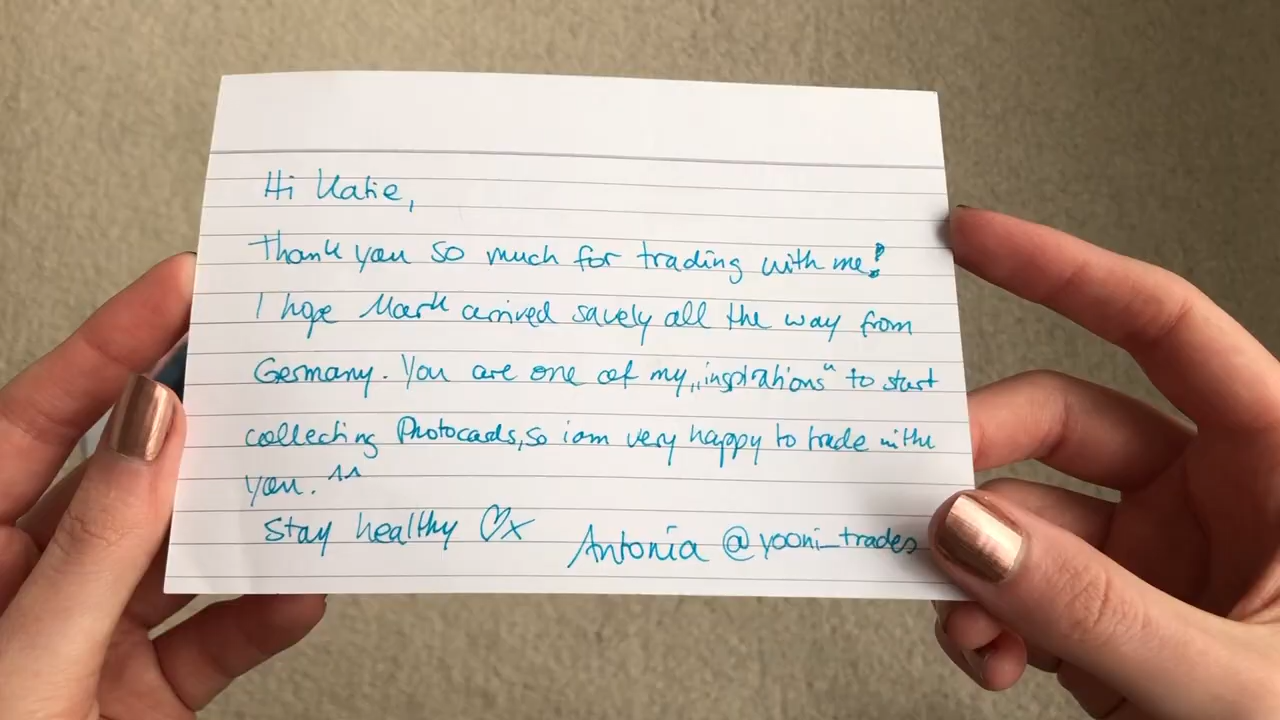 Hi Katie,
Thank you so much for trading with me!
I hope Mark arrived savely all the way from
Germany. You are one of my „inspirations“ to start
collecting Photocards, so i am very happy to trade withe
you. ^^
Stay healthy ♡x Antonia @yooni_trades